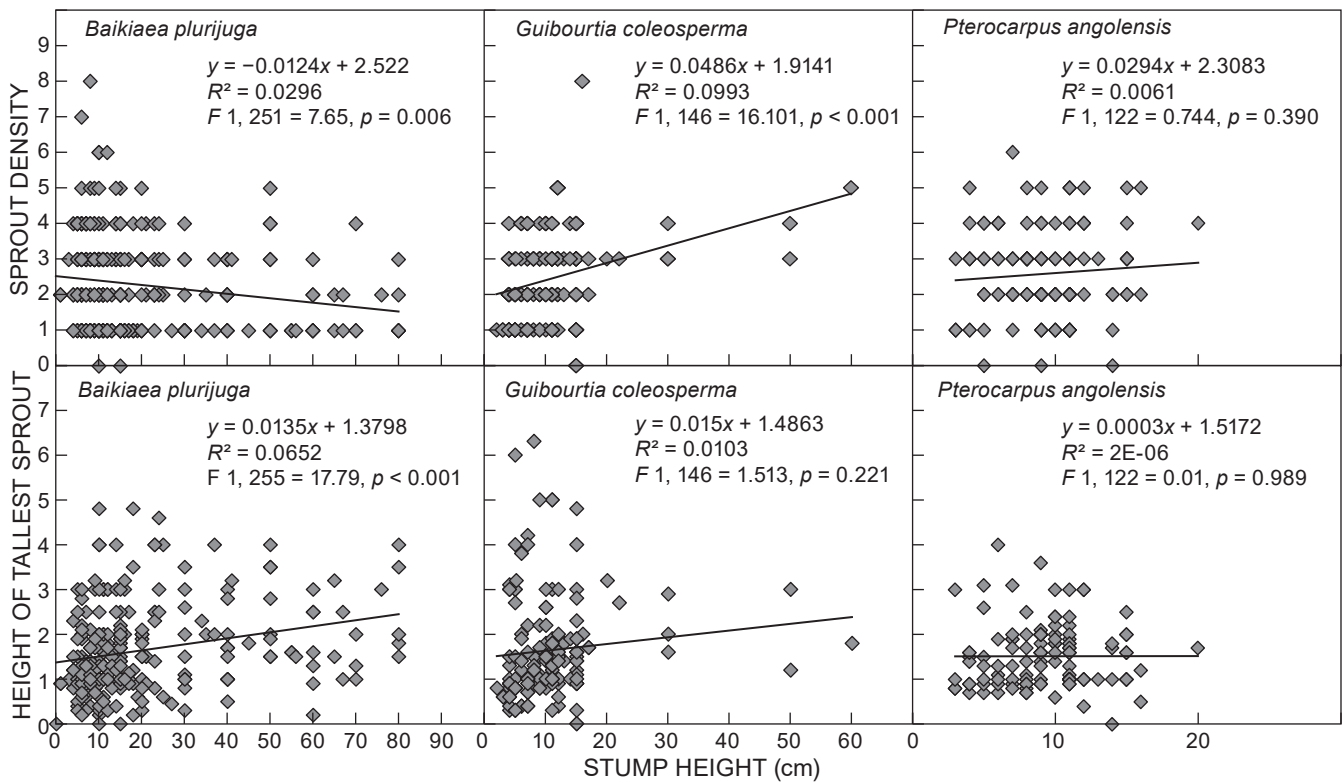 SPROUT DENSITY
9
8
7
6
5
4
3
2
1
0
Baikiaea plurijuga
y = −0.0124x + 2.522
R² = 0.0296
F 1, 251 = 7.65, p = 0.006
Guibourtia coleosperma
y = 0.0486x + 1.9141
R² = 0.0993
F 1, 146 = 16.101, p < 0.001
Pterocarpus angolensis
y = 0.0294x + 2.3083
R² = 0.0061
F 1, 122 = 0.744, p = 0.390
HEIGHT OF TALLEST SPROUT
7
6
5
4
3
2
1
0
Baikiaea plurijuga
y = 0.0135x + 1.3798
R² = 0.0652
F 1, 255 = 17.79, p < 0.001
Guibourtia coleosperma
y = 0.015x + 1.4863
R² = 0.0103
F 1, 146 = 1.513, p = 0.221
Pterocarpus angolensis
y = 0.0003x + 1.5172
R² = 2E-06
F 1, 122 = 0.01, p = 0.989
0 10 20 30 40 50 60 70 80 90 0 10 20 30 40 50 60 0 10 20
STUMP HEIGHT (cm)